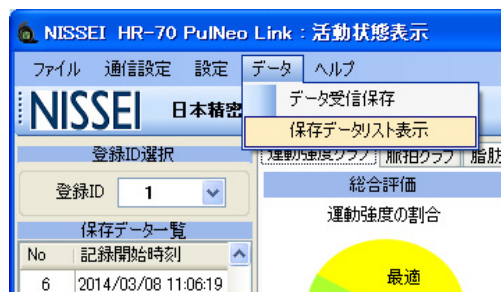 NISSEI HR-70 PulNeo Link : 活動状態表示
ファイル 通信設定 設定 データ ヘルプ
データ受信保存
保存データリスト表示
NISSEI 日本精密
登録ID選択
登録ID 1
保存データ一覧
No 記録開始時刻
6 2014/03/08 11:06:19
運動強度グラフ 脈拍グラフ 脂肪
総合評価
運動強度の割合
最適